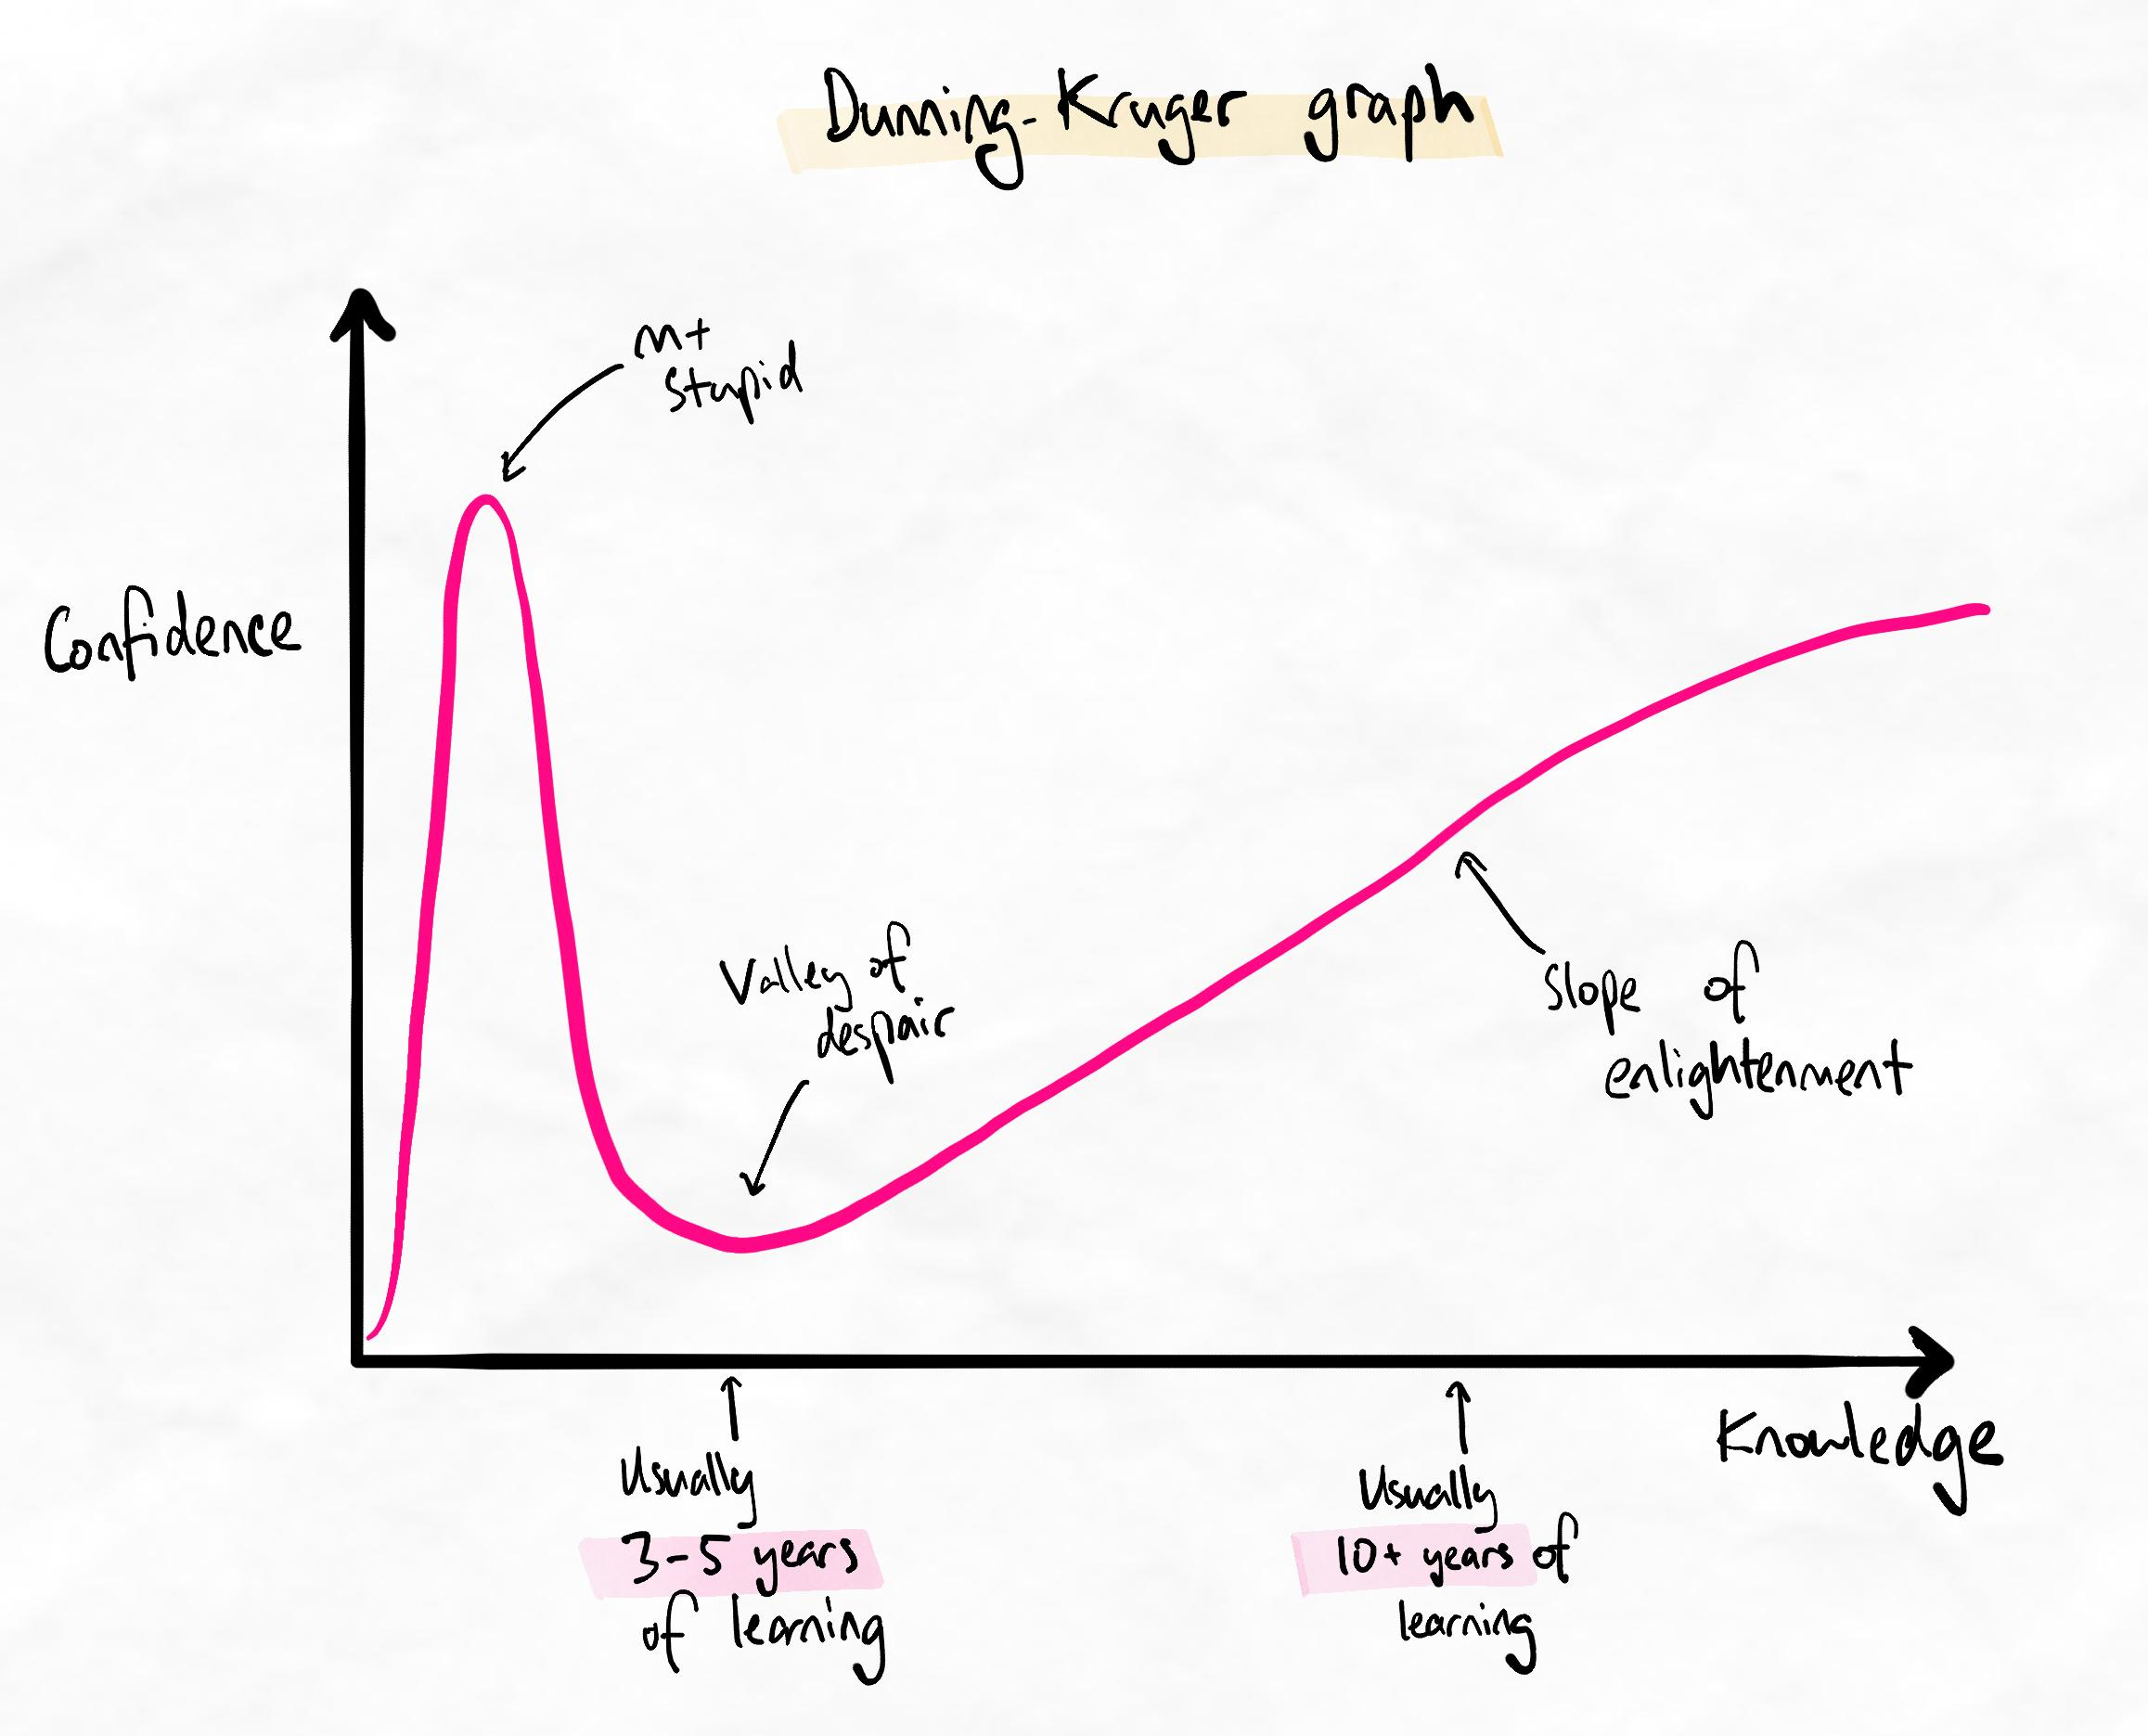 Dunning-Kruger graph
mt
stupid
Confidence
Valley of
despair
Slope of
enlightenment
Knowledge
Usually
3-5 years
of learning
Usually
10+ years of
learning